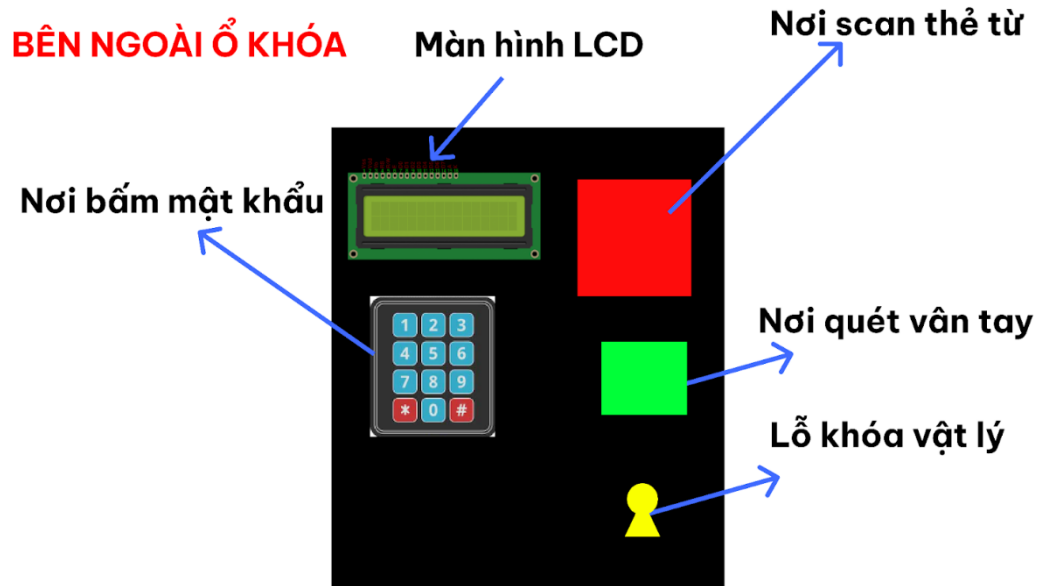 BÊN NGOÀI Ổ KHÓA
Màn hình LCD
Nơi scan thẻ từ
Nơi bấm mật khẩu
1 2 3
4 5 6
7 8 9
* 0 #
Nơi quét vân tay
Lỗ khóa vật lý